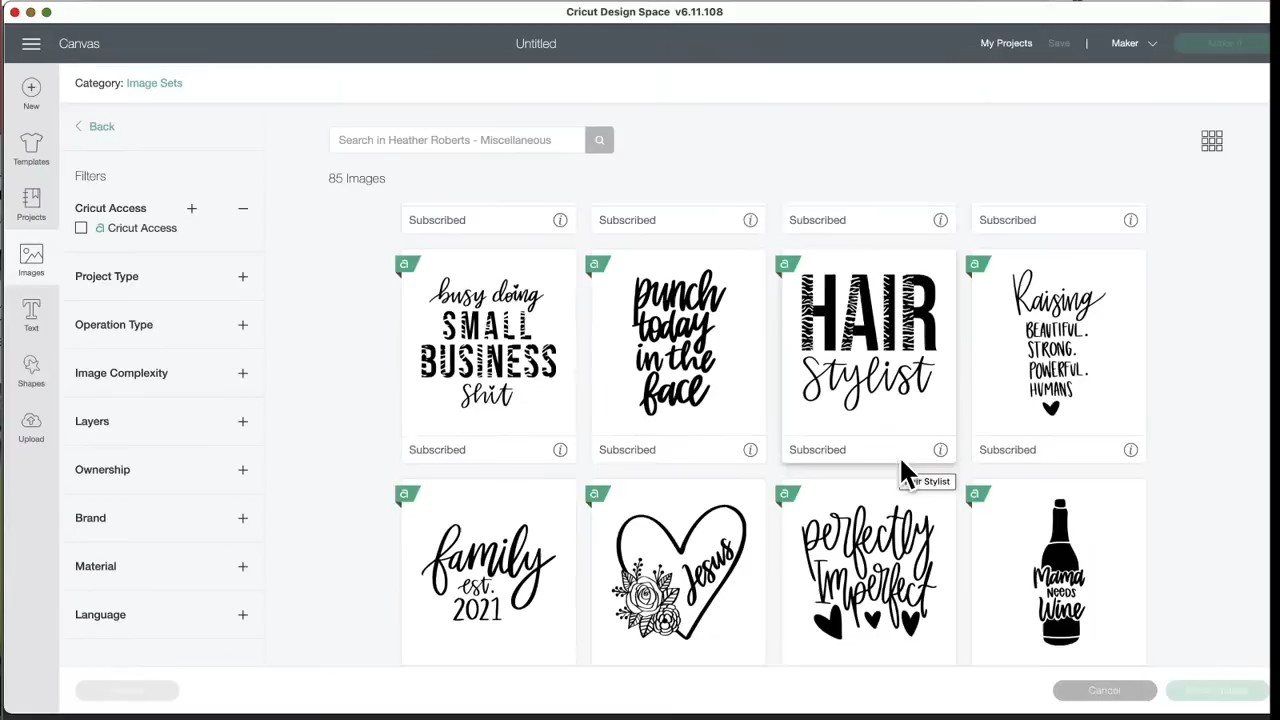 Cricut Design Space v6.11.108
Canvas
Untitled
My Projects
Save
|
Maker
Category: Image Sets
New
Templates
Projects
Images
Text
Shapes
Upload
Back
Filters
Cricut Access
Cricut Access
Project Type
Operation Type
Image Complexity
Layers
Ownership
Brand
Material
Language
Search in Heather Roberts - Miscellaneous
85 Images
Subscribed
Subscribed
Subscribed
Subscribed
busy doing
SMALL
BUSINESS
shit
punch
today
in the
face
HAIR
Stylist
Raising
BEAUTIFUL.
STRONG.
POWERFUL.
HUMANS
Subscribed
Subscribed
Subscribed
Subscribed
Stylist
family
est.
2021
Jesus
perfectly
Imperfect
Mama
NEEDS
Wine
Cancel